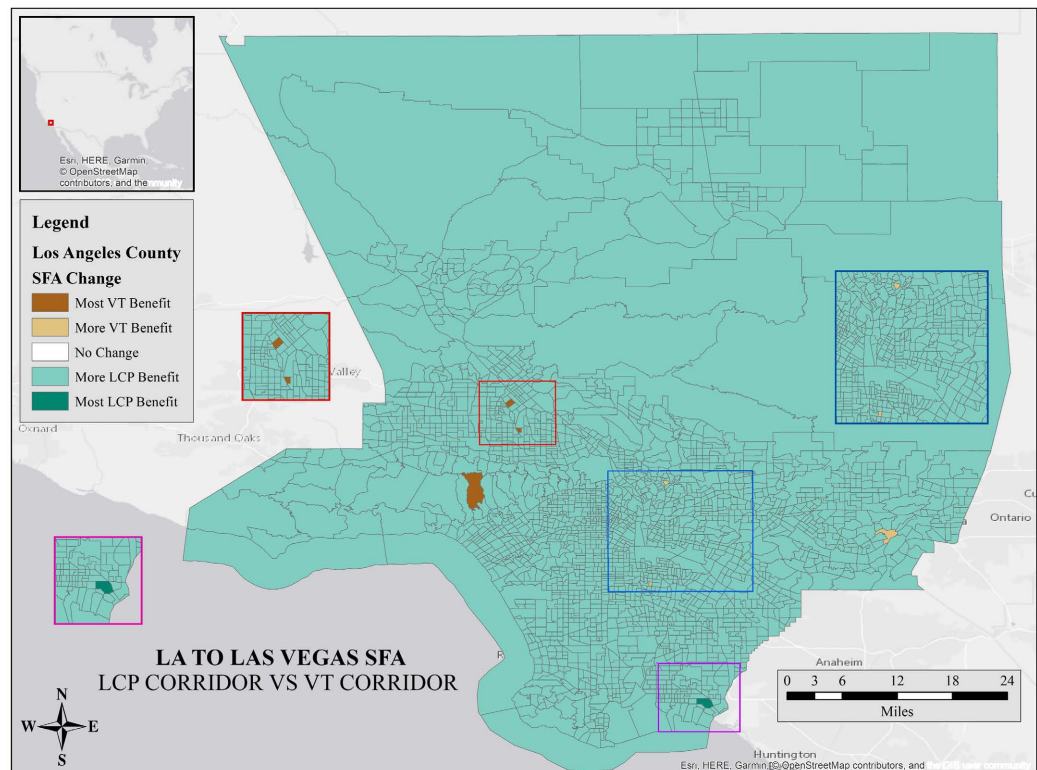 Esri, HERE, Garmin,
© OpenStreetMap
contributors, and the community
Legend
Los Angeles County
SFA Change
Most VT Benefit
More VT Benefit
No Change
More LCP Benefit
Most LCP Benefit
Valley
Oxnard
Thousand Oaks
Ontario
LA TO LAS VEGAS SFA
LCP CORRIDOR VS VT CORRIDOR
N
W
E
S
Anaheim
0 3 6 12 18 24
Miles
Huntington
Esri, HERE, Garmin, © OpenStreetMap contributors, and the GIS user community